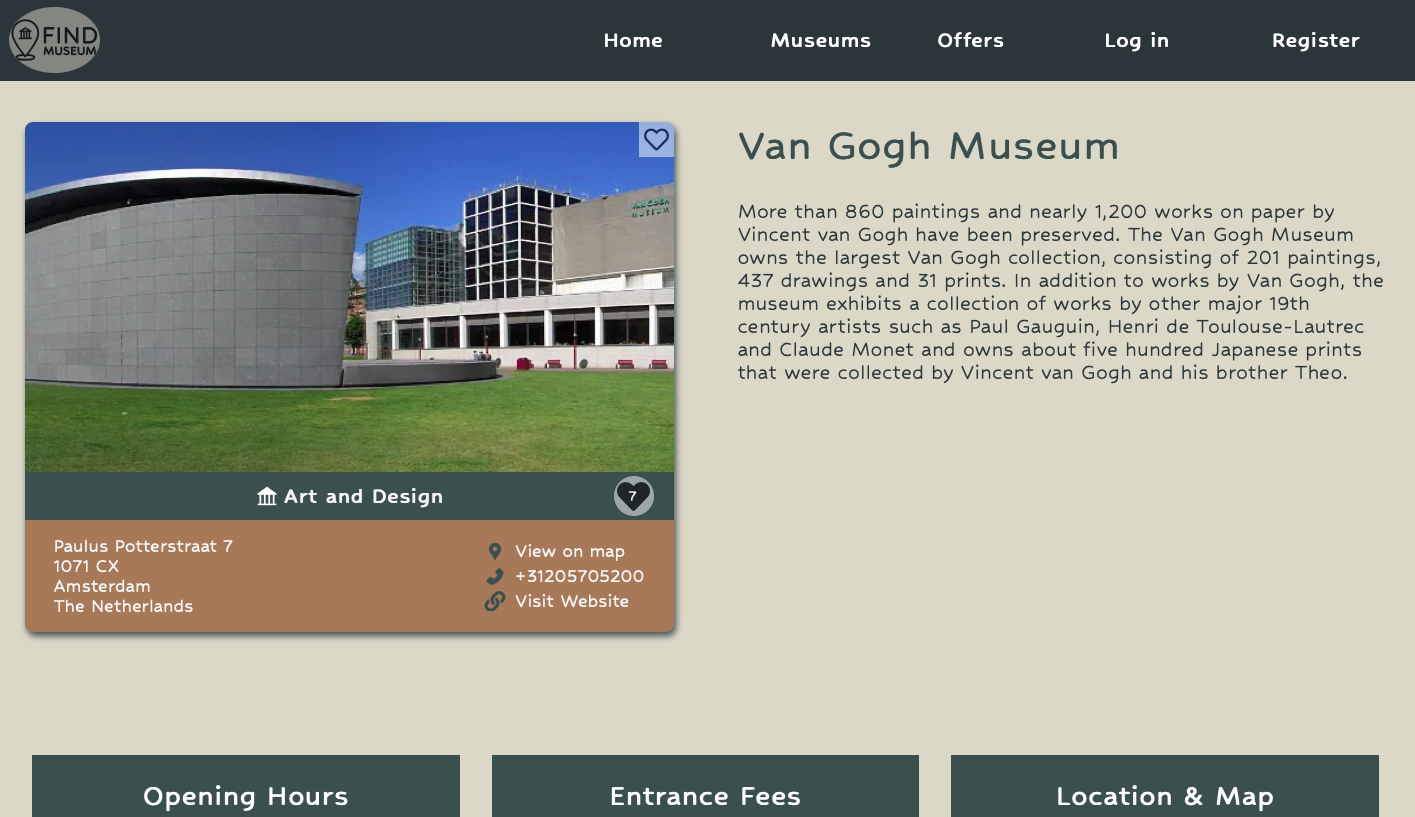 FIND
MUSEUM
Home
Museums
Offers
Log in
Register
VAN GOGH
MUSEUM
Van Gogh Museum
More than 860 paintings and nearly 1,200 works on paper by
Vincent van Gogh have been preserved. The Van Gogh Museum
owns the largest Van Gogh collection, consisting of 201 paintings,
437 drawings and 31 prints. In addition to works by Van Gogh, the
museum exhibits a collection of works by other major 19th
century artists such as Paul Gauguin, Henri de Toulouse-Lautrec
and Claude Monet and owns about five hundred Japanese prints
that were collected by Vincent van Gogh and his brother Theo.
Art and Design
7
Paulus Potterstraat 7
1071 CX
Amsterdam
The Netherlands
View on map
+31205705200
Visit Website
Opening Hours
Entrance Fees
Location & Map